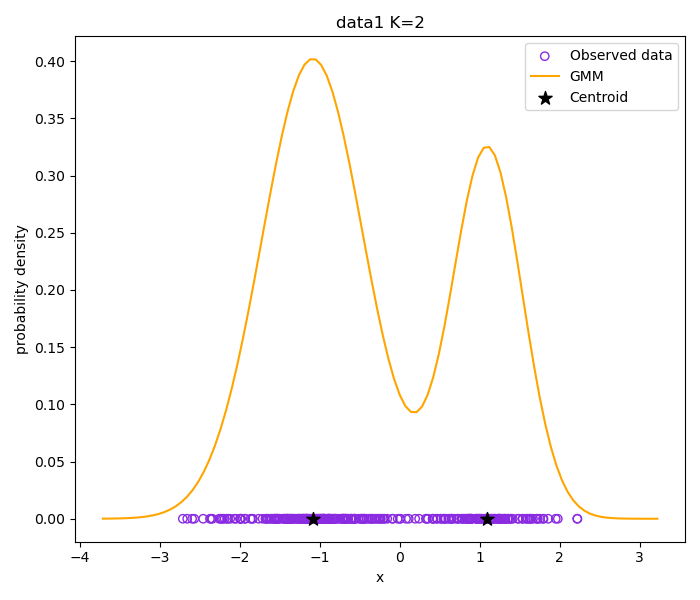 data1 K=2
Observed data
GMM
Centroid
probability density
0.40
0.35
0.30
0.25
0.20
0.15
0.10
0.05
0.00
−4 −3 −2 −1 0 1 2 3
x